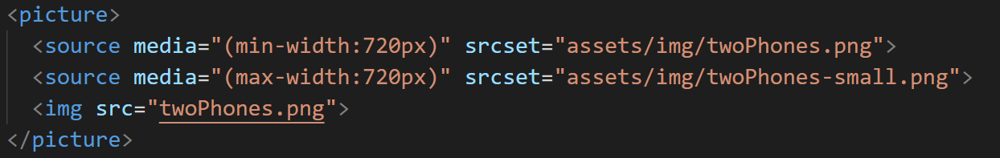 <picture>
<source media="(min-width:720px)" srcset="assets/img/twoPhones.png">
<source media="(max-width:720px)" srcset="assets/img/twoPhones-small.png">
<img src="twoPhones.png">
</picture>